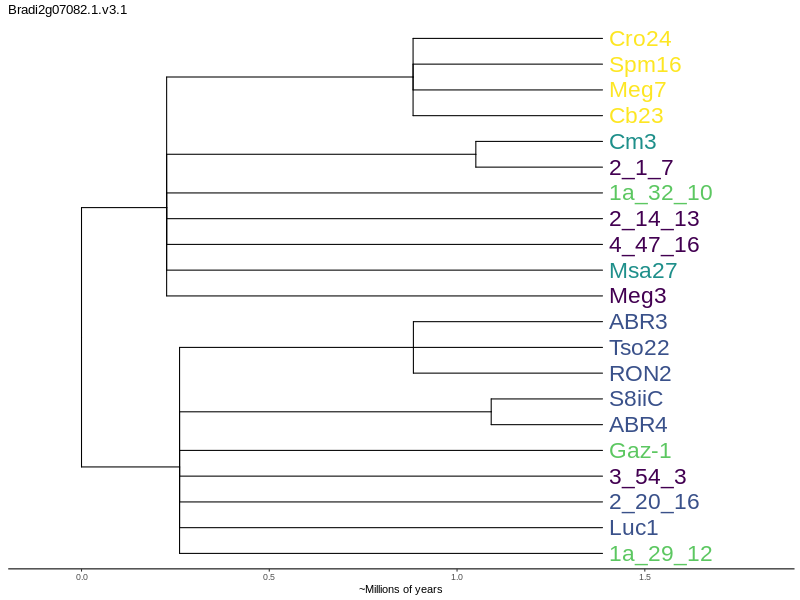 Bradi2g07082.1.v3.1
Cro24
Spm16
Meg7
Cb23
Cm3
2_1_7
1a_32_10
2_14_13
4_47_16
Msa27
Meg3
ABR3
Tso22
RON2
S8iiC
ABR4
Gaz-1
3_54_3
2_20_16
Luc1
1a_29_12
0.0 0.5 1.0 1.5
~Millions of years